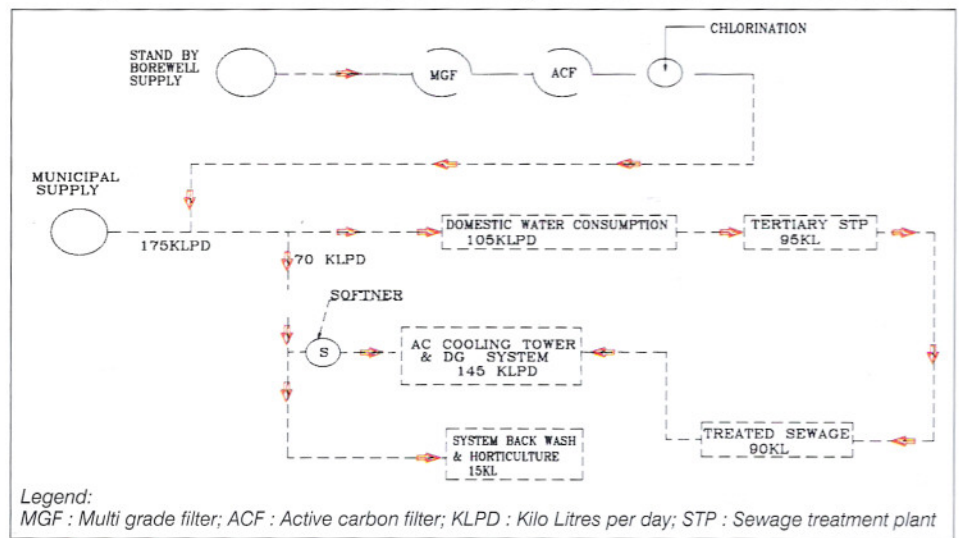 CHLORINATION
STAND BY
BOREWELL
SUPPLY
MGF
ACF
MUNICIPAL
SUPPLY
175KLPD
DOMESTIC WATER CONSUMPTION
105KLPD
TERTIARY STP
95KL
70 KLPD
SOFTNER
S
AC COOLING TOWER
& DG SYSTEM
145 KLPD
TREATED SEWAGE
90KL
SYSTEM BACK WASH
& HORTICULTURE
15KL
Legend:
MGF : Multi grade filter; ACF : Active carbon filter; KLPD : Kilo Litres per day; STP : Sewage treatment plant